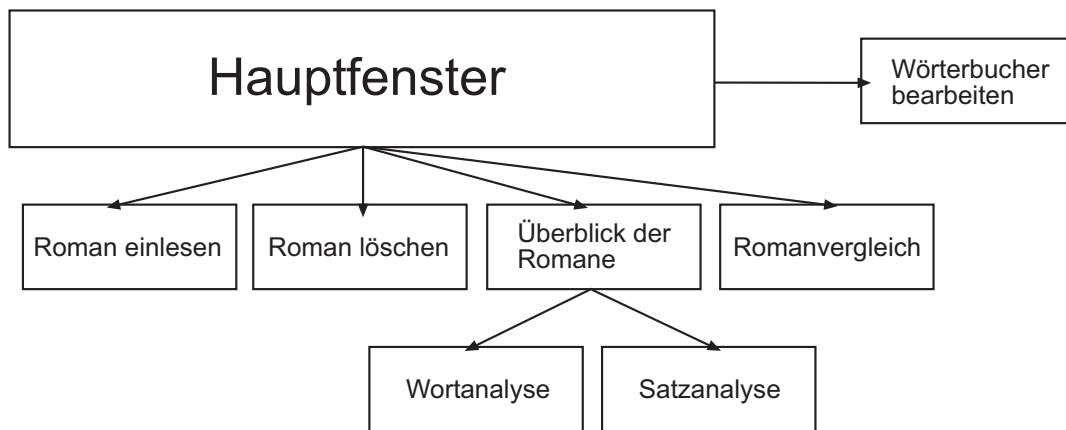 Hauptfenster
Wörterbucher
bearbeiten
Roman einlesen
Roman löschen
Überblick der
Romane
Romanvergleich
Wortanalyse
Satzanalyse